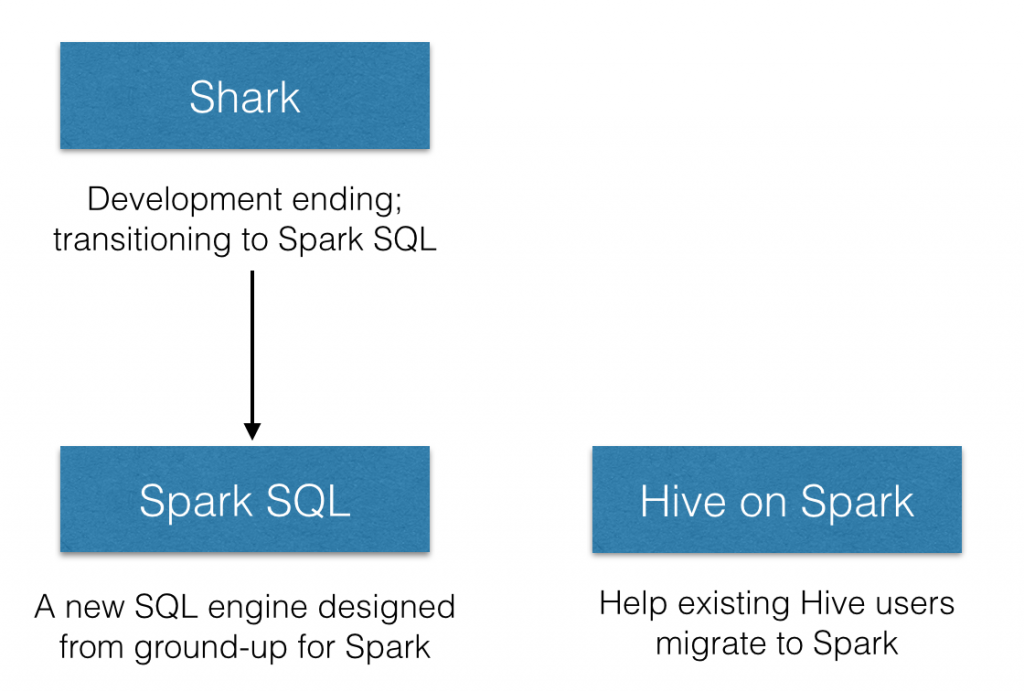 Shark
Development ending;
transitioning to Spark SQL
Spark SQL
A new SQL engine designed
from ground-up for Spark
Hive on Spark
Help existing Hive users
migrate to Spark